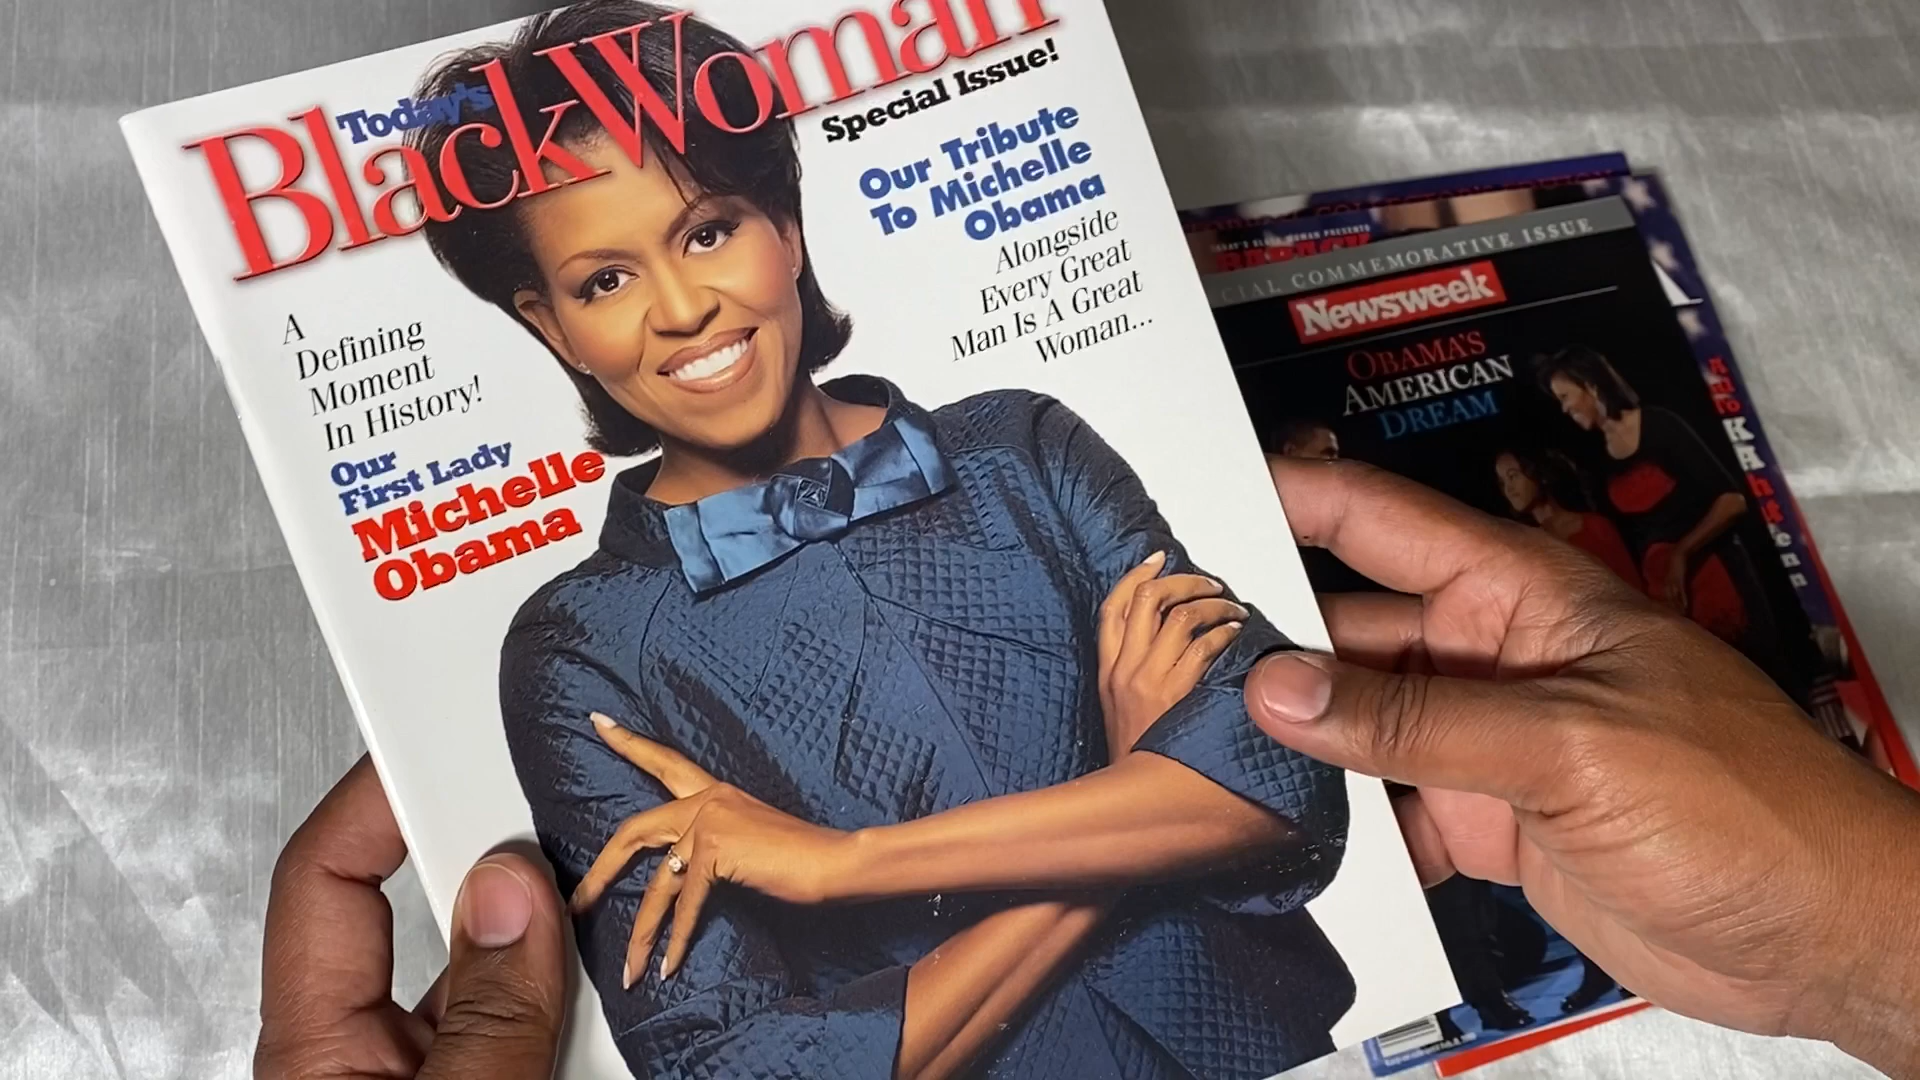 Today's
BlackWoman
Special Issue!
Our Tribute
To Michelle
Obama
Alongside
Every Great
Man Is A Great
Woman...
A
Defining
Moment
In History!
Our
First Lady
Michelle
Obama
COMMEMORATIVE ISSUE
Newsweek
OBAMA'S
AMERICAN
DREAM